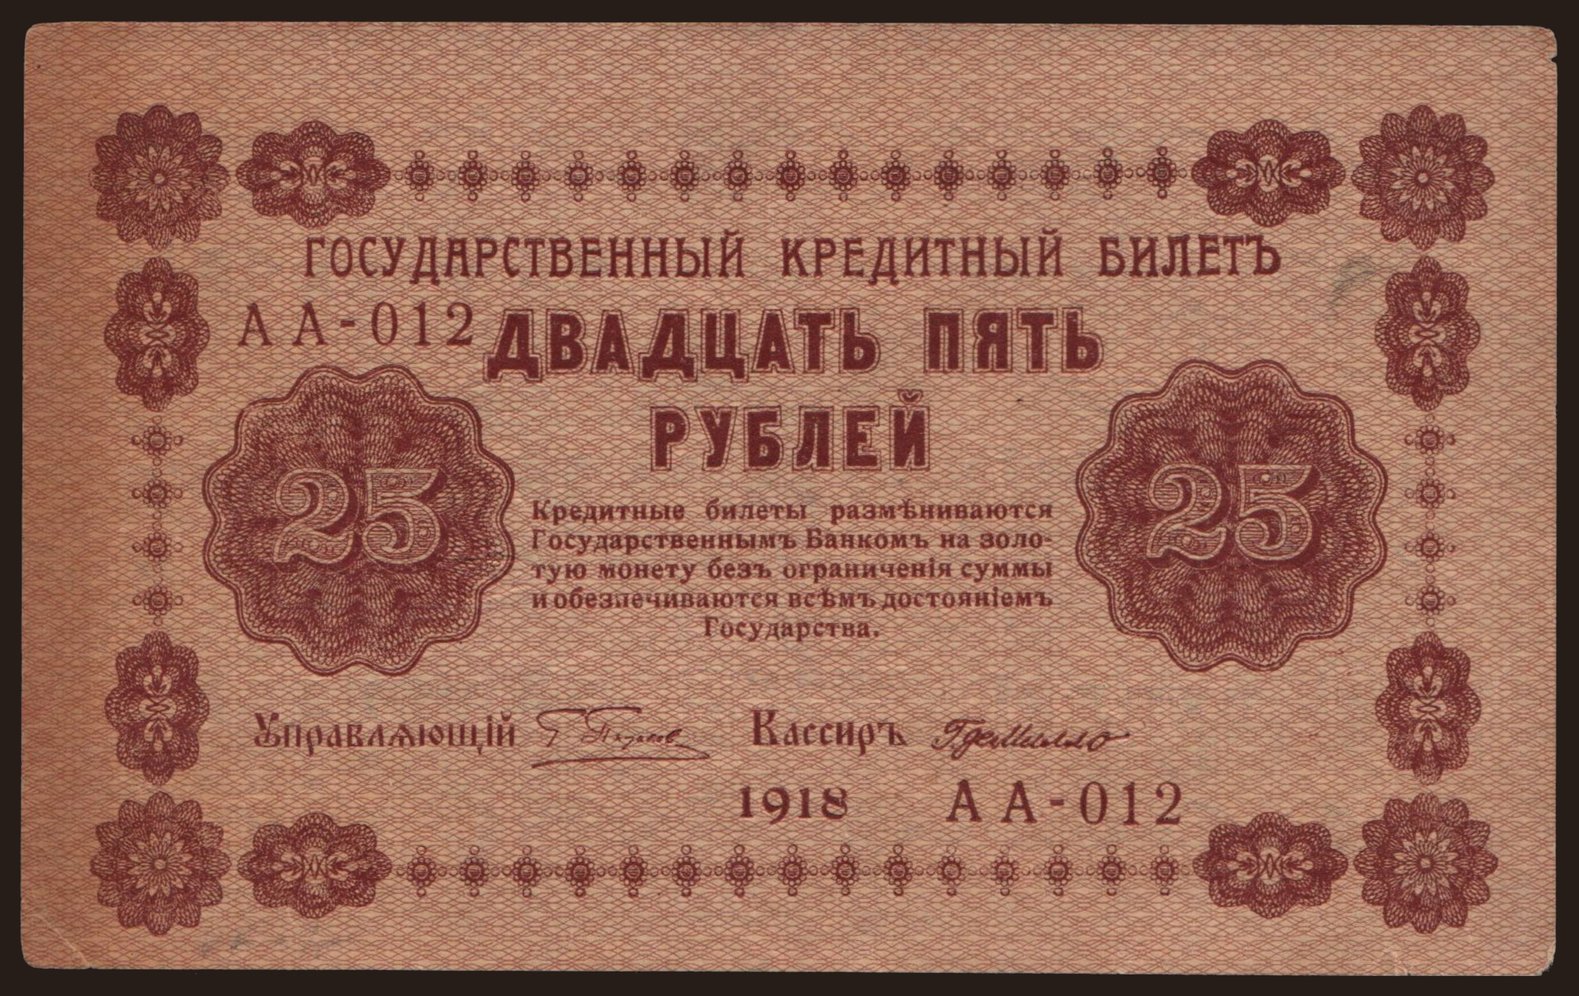 ГОСУДАРСТВЕННЫЙ КРЕДИТНЫЙ БИЛЕТЪ
АА-012
ДВАДЦАТЬ ПЯТЬ
РУБЛЕЙ
25
25
Кредитные билеты размѣниваются
Государственнымъ Банкомъ на золо-
тую монету безъ ограниченія суммы
и обезпечиваются всѣмъ достояніемъ
Государства.
Управляющій Кассиръ
1918 АА-012